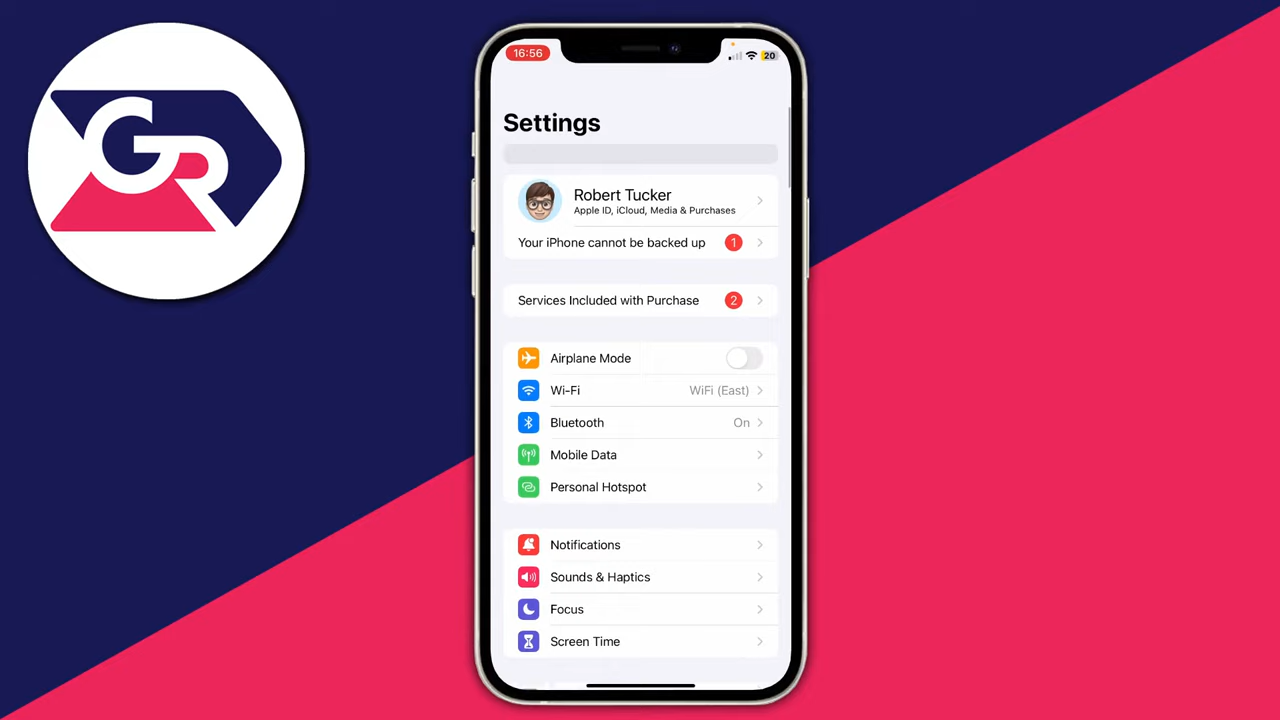 GR
16:56
20
Settings
Robert Tucker
Apple ID, iCloud, Media & Purchases
Your iPhone cannot be backed up 1
Services Included with Purchase 2
Airplane Mode
Wi-Fi WiFi (East)
Bluetooth On
Mobile Data
Personal Hotspot
Notifications
Sounds & Haptics
Focus
Screen Time